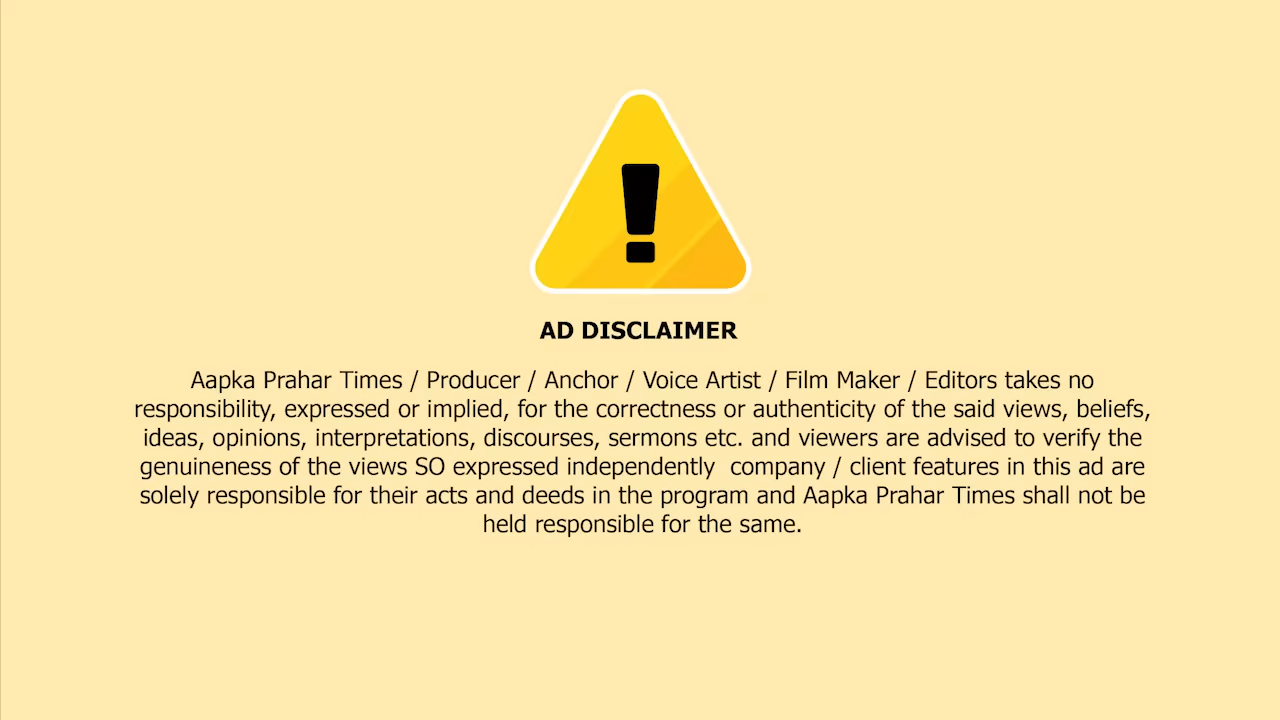 AD DISCLAIMER
Aapka Prahar Times / Producer / Anchor / Voice Artist / Film Maker / Editors takes no
responsibility, expressed or implied, for the correctness or authenticity of the said views, beliefs,
ideas, opinions, interpretations, discourses, sermons etc. and viewers are advised to verify the
genuineness of the views SO expressed independently  company / client features in this ad are
solely responsible for their acts and deeds in the program and Aapka Prahar Times shall not be
held responsible for the same.